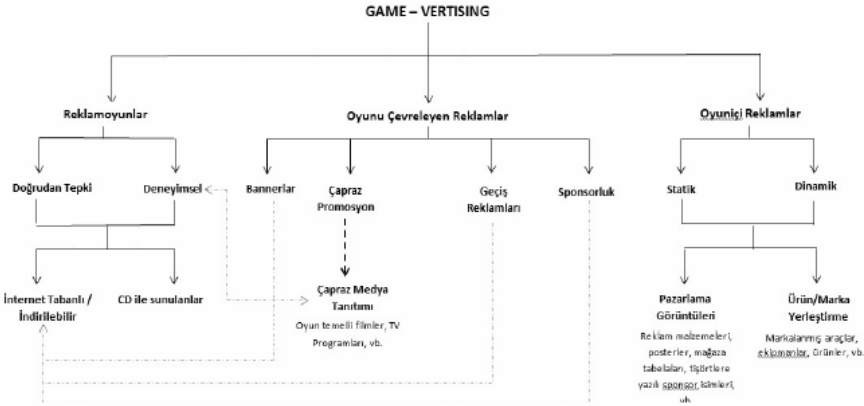 GAME – VERTISING
Reklamoyunlar
Oyunu Çevreleyen Reklamlar
Oyuniçi Reklamlar
Doğrudan Tepki
Deneyimsel
Bannerlar
Çapraz
Promosyon
Geçiş
Reklamları
Sponsorluk
Statik
Dinamik
İnternet Tabanlı /
İndirilebilir
CD ile sunulanlar
Çapraz Medya
Tanıtımı
Oyun temelli filmler, TV
Programları, vb.
Pazarlama
Görüntüleri
Reklam malzemeleri,
posterler, mağaza
tabelaları, tişörtlere
yazılı sponsor isimleri,
vb
Ürün/Marka
Yerleştirme
Markalanmış araçlar,
ekipmanlar, ürünler, vb.